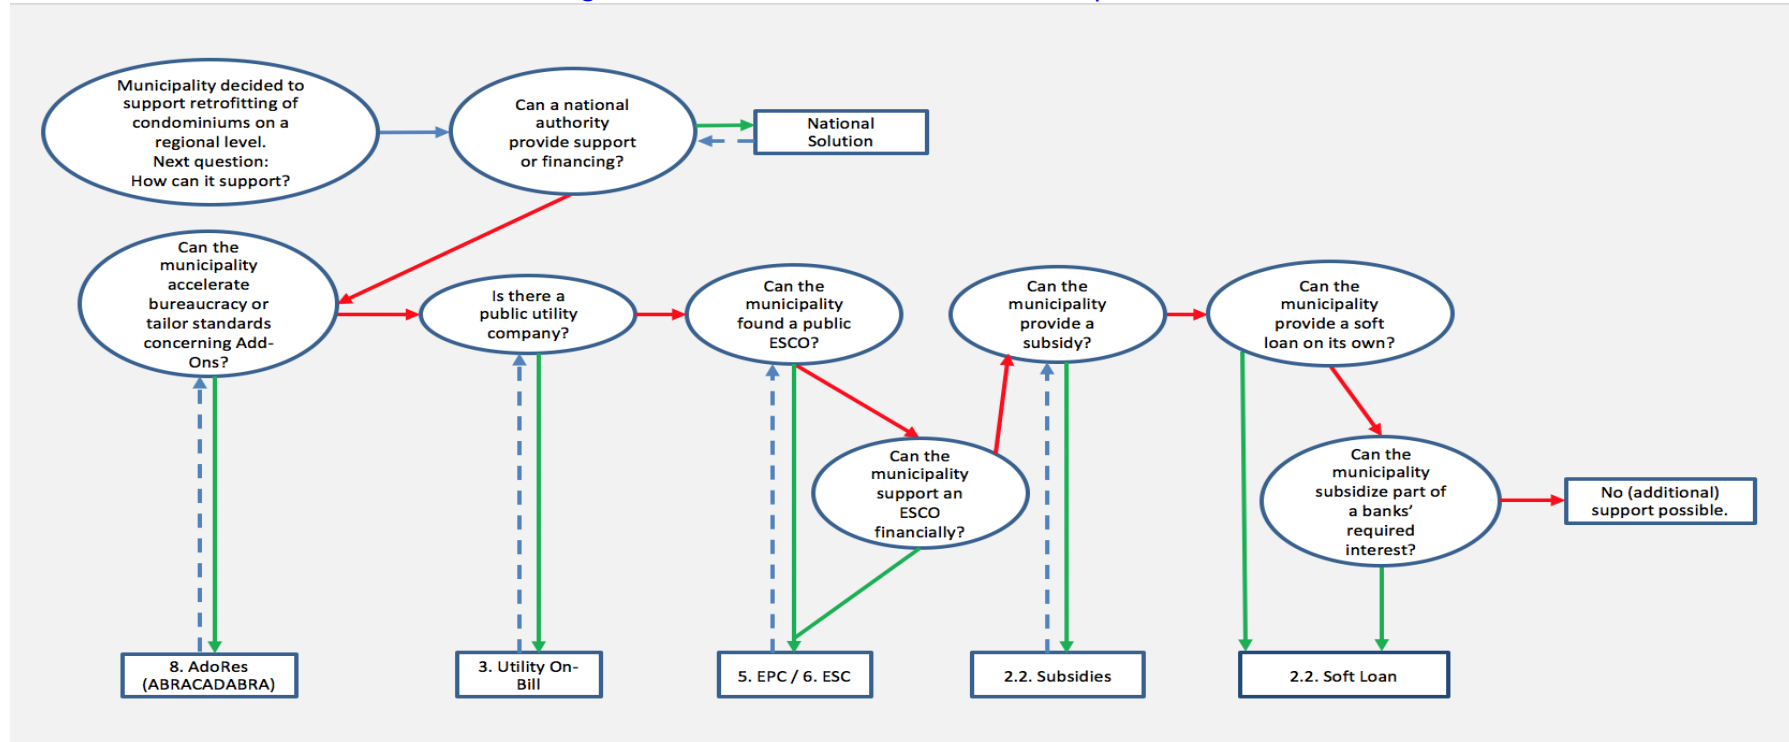 Municipality decided to
support retrofitting of
condominiums on a
regional level.
Next question:
How can it support?
Can a national
authority
provide support
or financing?
National
Solution
Can the
municipality
accelerate
bureaucracy or
tailor standards
concerning Add-
Ons?
Is there a
public utility
company?
Can the
municipality
found a public
ESCO?
Can the
municipality
provide a
subsidy?
Can the
municipality
provide a soft
loan on its own?
Can the
municipality
support an
ESCO
financially?
Can the
municipality
subsidize part of
a banks’
required
interest?
No (additional)
support possible.
8. AdoRes
(ABRACADABRA)
3. Utility On-
Bill
5. EPC / 6. ESC
2.2. Subsidies
2.2. Soft Loan